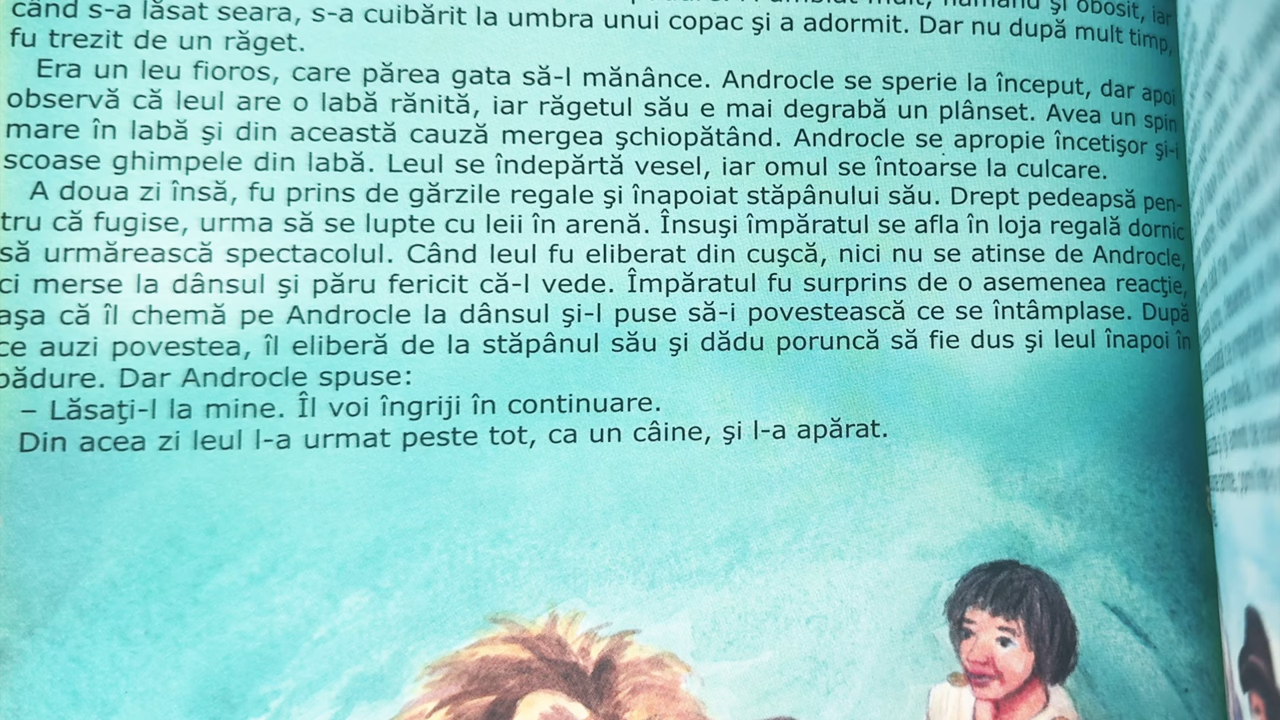 când s-a lăsat seara, s-a cuibărit la umbra unui copac şi a adormit. Dar nu după mult timp,
fu trezit de un răget.
Era un leu fioros, care părea gata să-l mănânce. Androcle se sperie la început, dar apoi
observă că leul are o labă rănită, iar răgetul său e mai degrabă un plânset. Avea un spin
mare în labă şi din această cauză mergea şchiopătând. Androcle se apropie încetişor şi-i
scoase ghimpele din labă. Leul se îndepărtă vesel, iar omul se întoarse la culcare.
A doua zi însă, fu prins de gărzile regale şi înapoiat stăpânului său. Drept pedeapsă pen-
tru că fugise, urma să se lupte cu leii în arenă. Însuşi împăratul se afla în loja regală dornic
să urmărească spectacolul. Când leul fu eliberat din cuşcă, nici nu se atinse de Androcle,
ci merse la dânsul şi păru fericit că-l vede. Împăratul fu surprins de o asemenea reacţie,
aşa că îl chemă pe Androcle la dânsul şi-l puse să-i povestească ce se întâmplase. După
ce auzi povestea, îl eliberă de la stăpânul său şi dădu poruncă să fie dus şi leul înapoi în
pădure. Dar Androcle spuse:
– Lăsaţi-l la mine. Îl voi îngriji în continuare.
Din acea zi leul l-a urmat peste tot, ca un câine, şi l-a apărat.